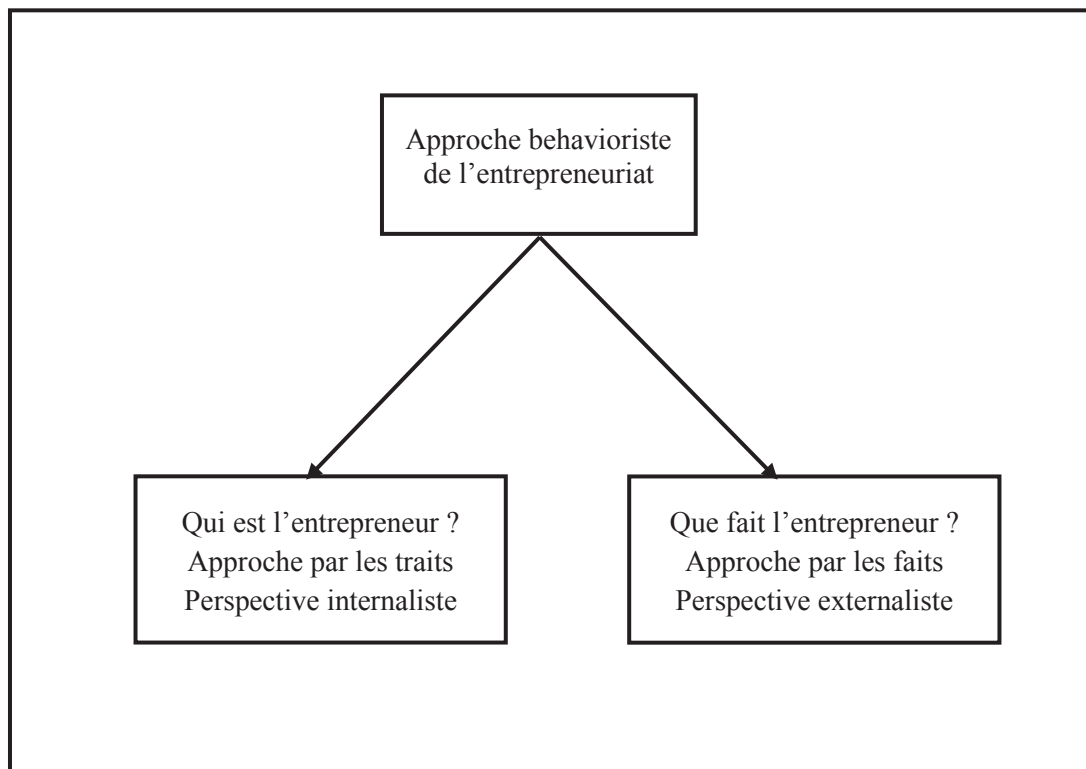 Approche behavioriste
de l’entrepreneuriat
Qui est l’entrepreneur ?
Approche par les traits
Perspective internaliste
Que fait l’entrepreneur ?
Approche par les faits
Perspective externaliste